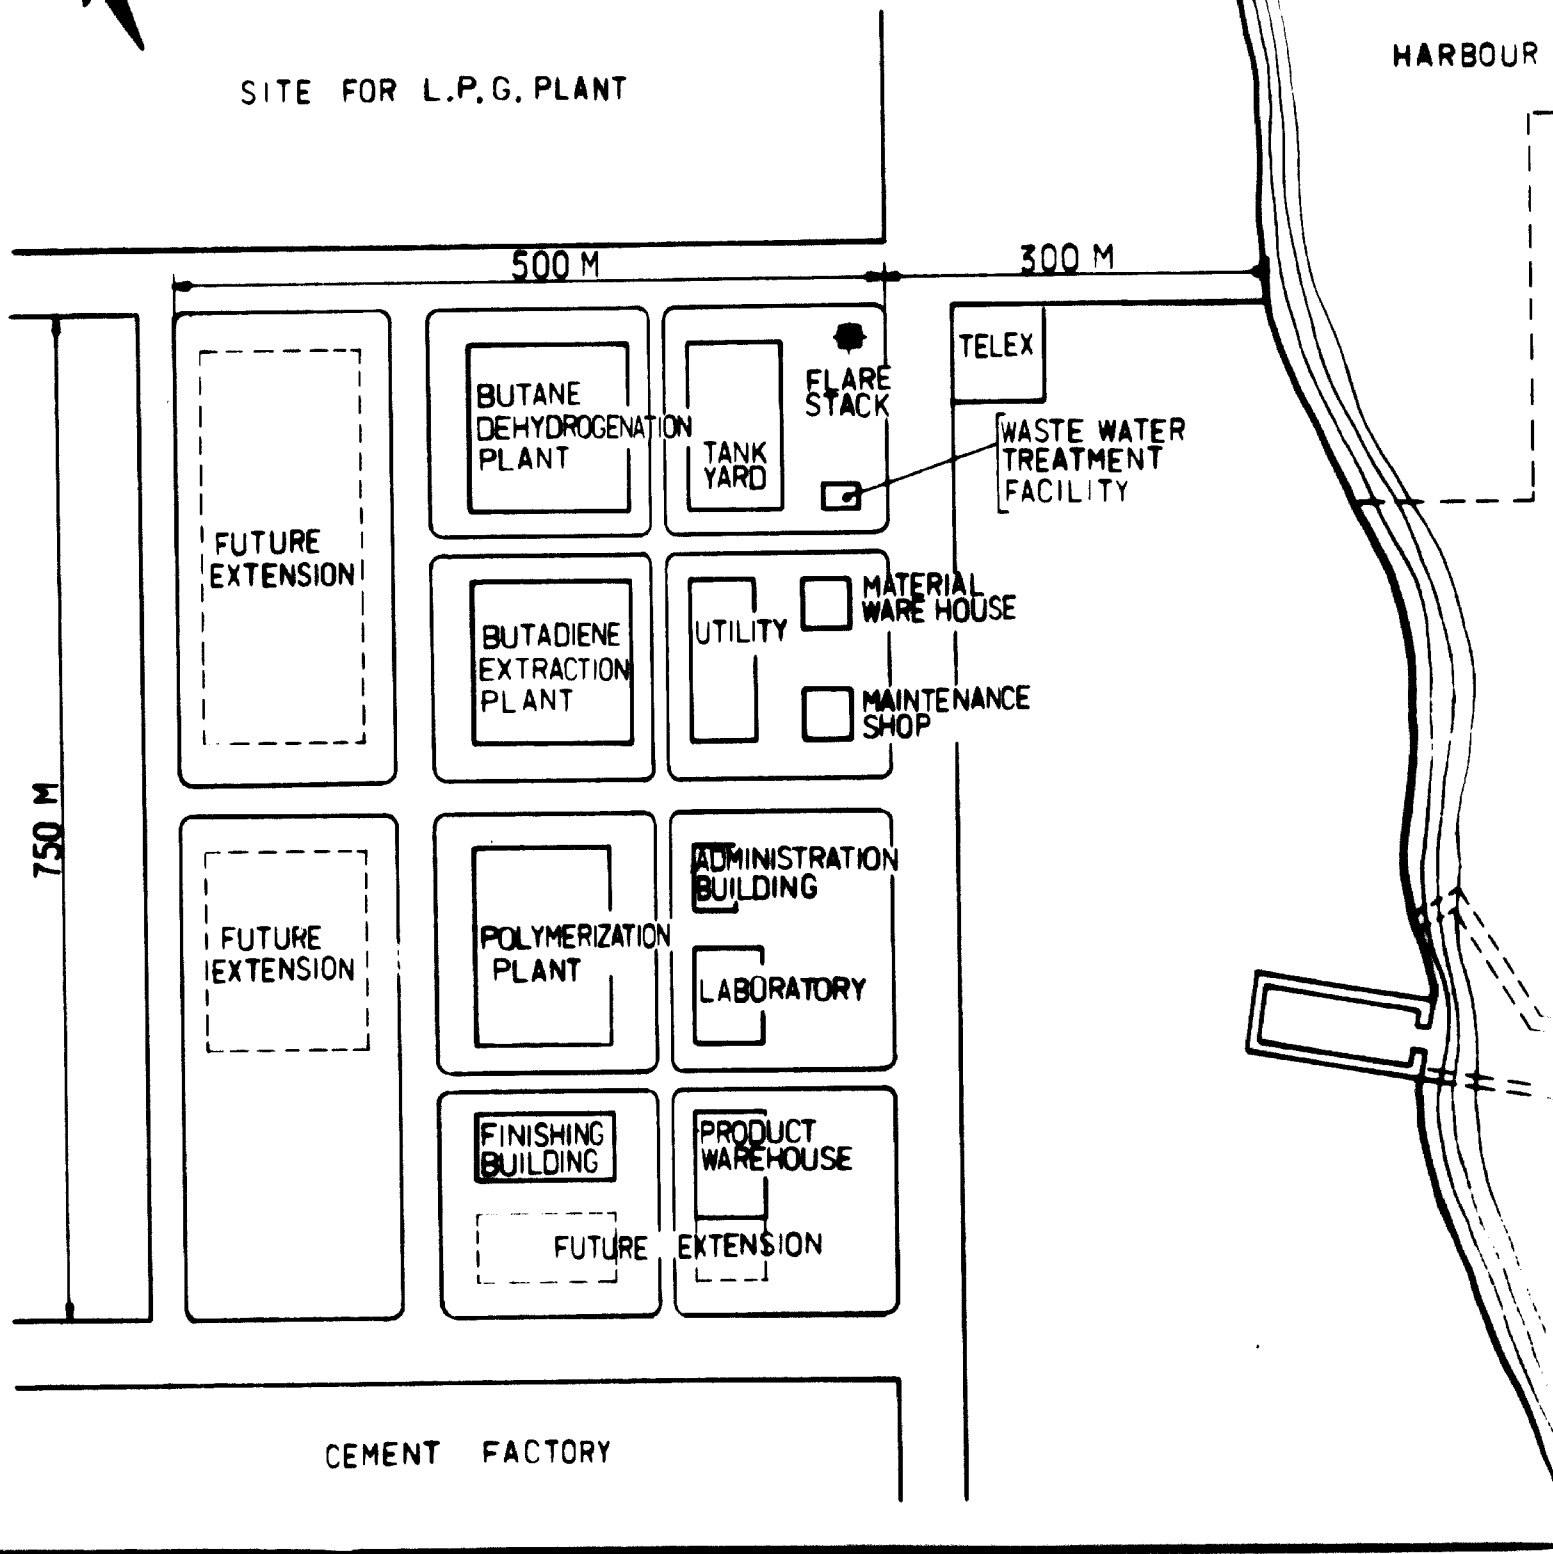 HARBOUR
SITE FOR L.P.G. PLANT
500 M
300 M
TELEX
FLARE
STACK
BUTANE
DEHYDROGENATION
PLANT
TANK
YARD
WASTE WATER
TREATMENT
FACILITY
FUTURE
EXTENSION
MATERIAL
WARE HOUSE
UTILITY
BUTADIENE
EXTRACTION
PLANT
MAINTENANCE
SHOP
750 M
ADMINISTRATION
BUILDING
FUTURE
EXTENSION
POLYMERIZATION
PLANT
LABORATORY
FINISHING
BUILDING
PRODUCT
WAREHOUSE
FUTURE EXTENSION
CEMENT FACTORY